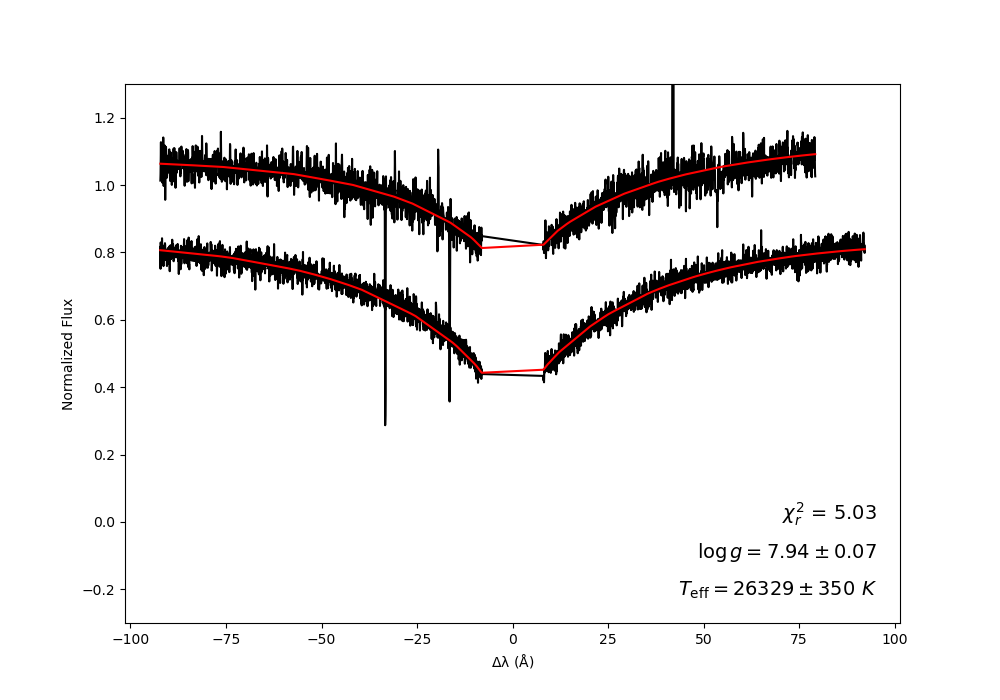 1.2
1.0
0.8
0.6
0.4
0.2
0.0
−0.2
Normalized Flux
χ²ᵣ = 5.03
log g = 7.94 ± 0.07
T_eff = 26329 ± 350 K
−100 −75 −50 −25 0 25 50 75 100
Δλ (Å)